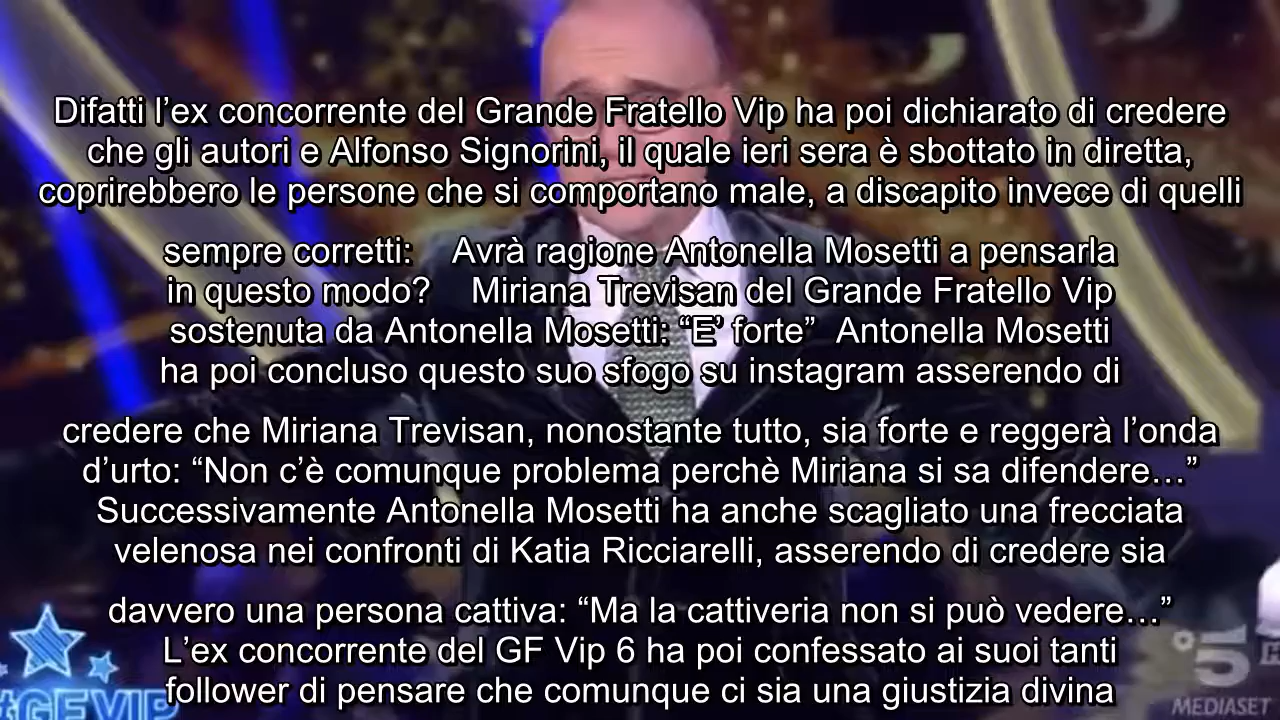 Difatti l’ex concorrente del Grande Fratello Vip ha poi dichiarato di credere
che gli autori e Alfonso Signorini, il quale ieri sera è sbottato in diretta,
coprirebbero le persone che si comportano male, a discapito invece di quelli
sempre corretti:    Avrà ragione Antonella Mosetti a pensarla
in questo modo?    Miriana Trevisan del Grande Fratello Vip
sostenuta da Antonella Mosetti: “E’ forte”  Antonella Mosetti
ha poi concluso questo suo sfogo su instagram asserendo di
credere che Miriana Trevisan, nonostante tutto, sia forte e reggerà l’onda
d’urto: “Non c’è comunque problema perchè Miriana si sa difendere…”
Successivamente Antonella Mosetti ha anche scagliato una frecciata
velenosa nei confronti di Katia Ricciarelli, asserendo di credere sia
davvero una persona cattiva: “Ma la cattiveria non si può vedere…”
L’ex concorrente del GF Vip 6 ha poi confessato ai suoi tanti
follower di pensare che comunque ci sia una giustizia divina
#GFVIP
5
MEDIASET